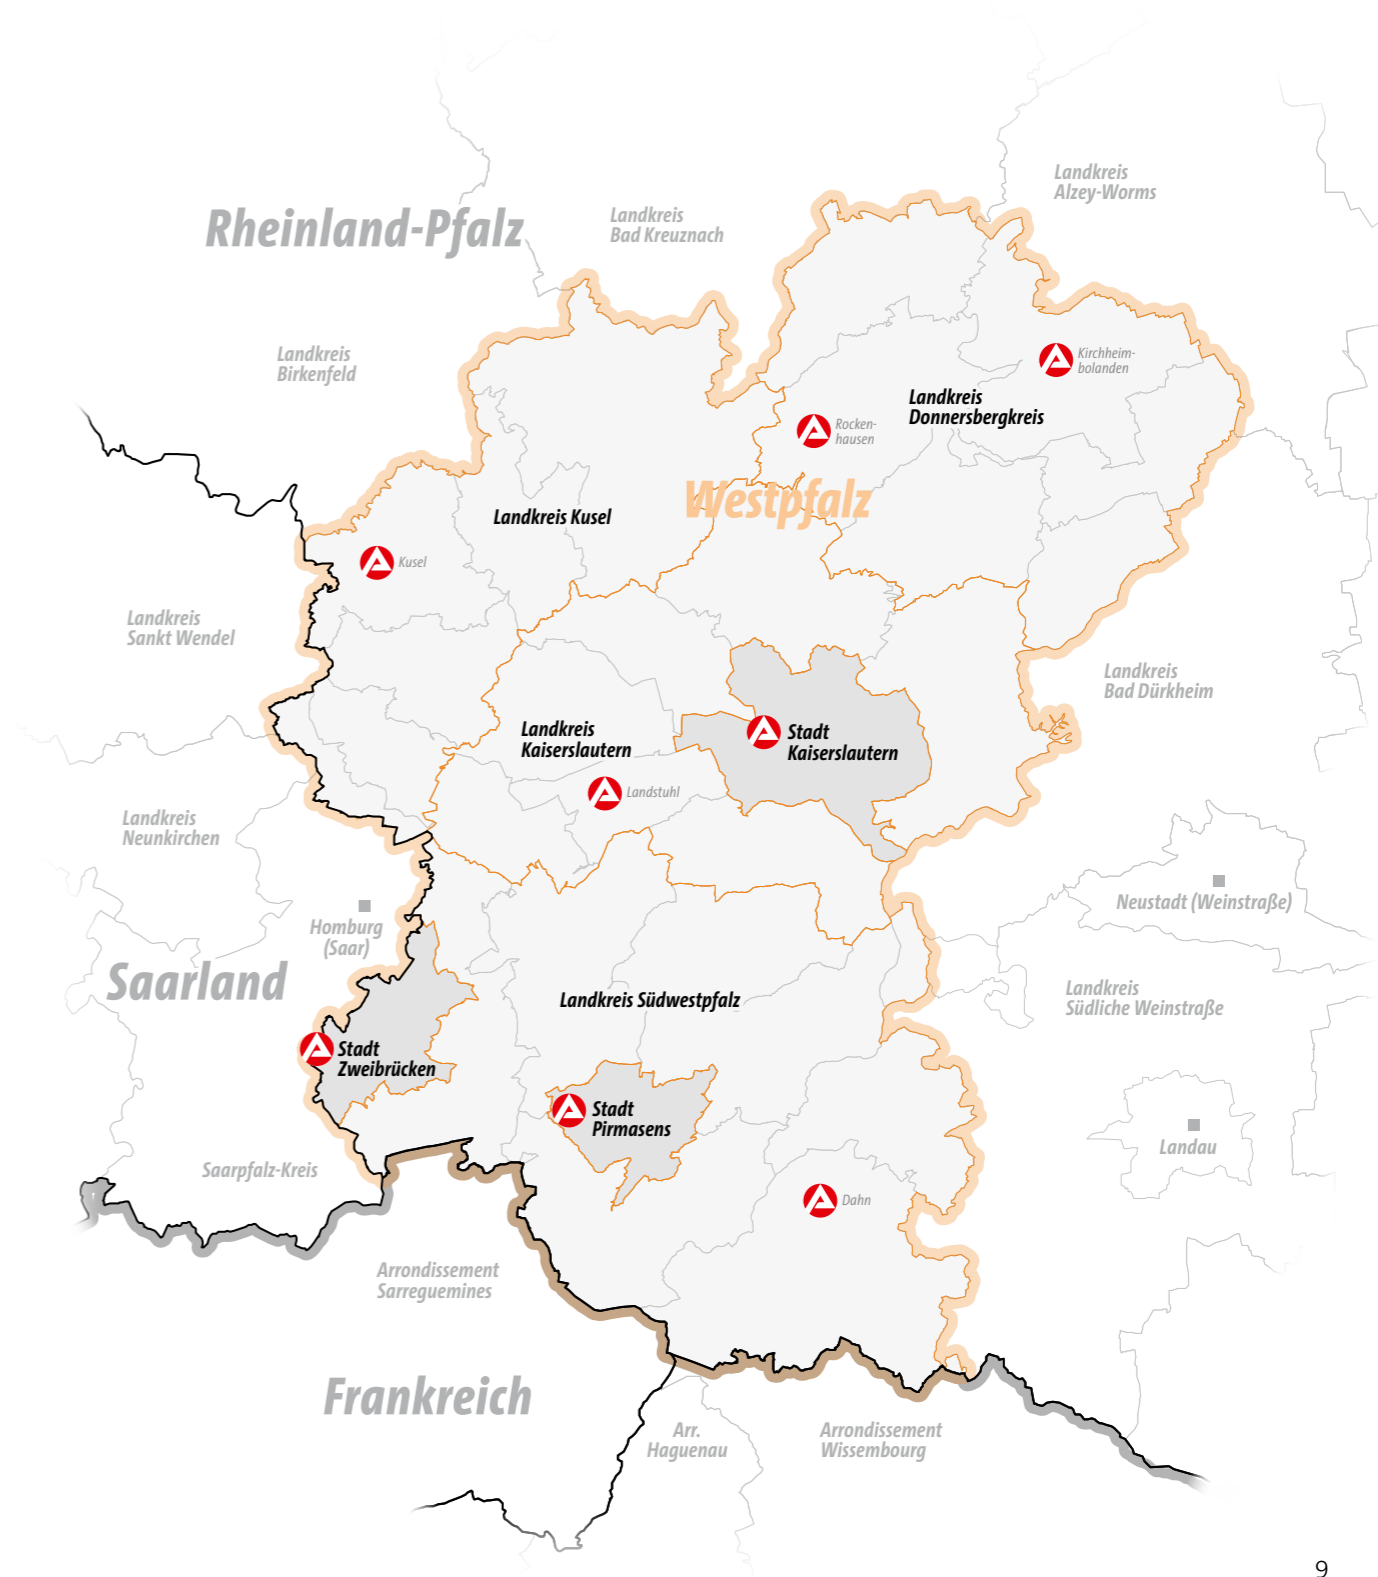 Landkreis
Alzey-Worms
Rheinland-Pfalz
Landkreis
Bad Kreuznach
Landkreis
Birkenfeld
Kirchheim-
bolanden
Landkreis
Donnersbergkreis
Rocken-
hausen
Westpfalz
Landkreis Kusel
Kusel
Landkreis
Sankt Wendel
Landkreis
Bad Dürkheim
Landkreis
Kaiserslautern
Stadt
Kaiserslautern
Landstuhl
Landkreis
Neunkirchen
Neustadt (Weinstraße)
Homburg
(Saar)
Saarland
Landkreis Südwestpfalz
Landkreis
Südliche Weinstraße
Stadt
Zweibrücken
Stadt
Pirmasens
Landau
Saarpfalz-Kreis
Dahn
Arrondissement
Sarreguemines
Frankreich
Arr.
Haguenau
Arrondissement
Wissembourg
9